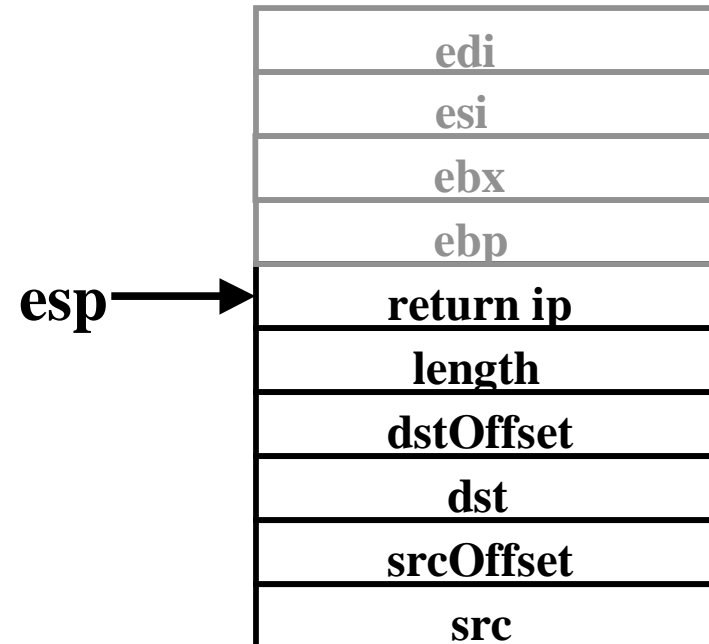 edi
esi
ebx
ebp
esp
return ip
length
dstOffset
dst
srcOffset
src